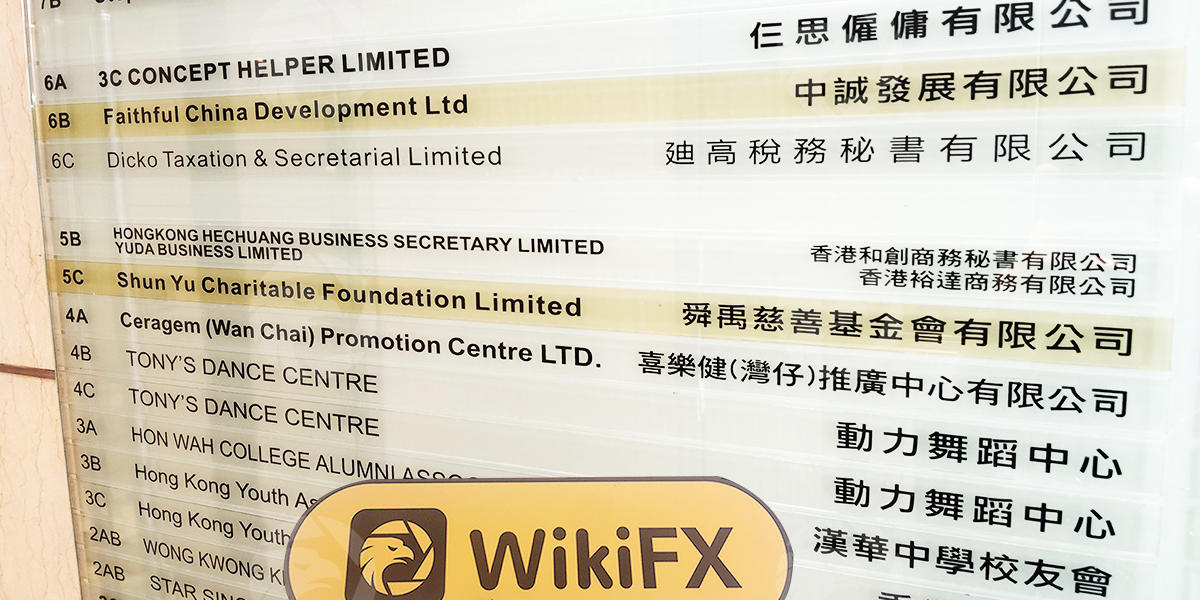 7B
6A 3C CONCEPT HELPER LIMITED 仨思僱傭有限公司
6B Faithful China Development Ltd 中誠發展有限公司
6C Dicko Taxation & Secretarial Limited 廸高稅務秘書有限公司
5B HONGKONG HECHUANG BUSINESS SECRETARY LIMITED 香港和創商務秘書有限公司
YUDA BUSINESS LIMITED 香港裕達商務有限公司
5C Shun Yu Charitable Foundation Limited 舜禹慈善基金會有限公司
4A Ceragem (Wan Chai) Promotion Centre LTD. 喜樂健(灣仔)推廣中心有限公司
4B TONY'S DANCE CENTRE 動力舞蹈中心
4C TONY'S DANCE CENTRE 動力舞蹈中心
3A HON WAH COLLEGE ALUMNI 漢華中學校友會
3B Hong Kong Youth
3C Hong Kong Youth
2AB WONG KWONG
2AB STAR
WikiFX